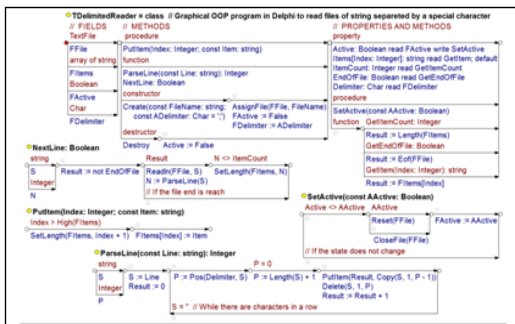 TDelimitedReader = class // Graphical OOP program in Delphi to read files of string separeted by a special character
// FIELDS
TextFile
FFile
array of string
FItems
Boolean
FActive
Char
FDelimiter
// METHODS
procedure
PutItem(Index: Integer; const Item: string)
function
ParseLine(const Line: string): Integer
NextLine: Boolean
constructor
Create(const FileName: string;
const ADelimiter: Char = ';')
AssignFile(FFile, FileName)
FActive := False
FDelimiter := ADelimiter
destructor
Destroy
Active := False
// PROPERTIES AND METHODS
property
Active: Boolean read FActive write SetActive
Items[Index: Integer]: string read GetItem; default
ItemCount: Integer read GetItemCount
EndOfFile: Boolean read GetEndOfFile
Delimiter: Char read FDelimiter
procedure
SetActive(const AActive: Boolean)
function
GetItemCount: Integer
Result := Length(FItems)
GetEndOfFile: Boolean
Result := Eof(FFile)
GetItem(Index: Integer): string
Result := FItems[Index]
NextLine: Boolean
string
S
Integer
N
Result := not EndOfFile
Result
Readln(FFile, S)
N := ParseLine(S)
// If the file end is reach
N <> ItemCount
SetLength(FItems, N)
PutItem(Index: Integer; const Item: string)
Index > High(FItems)
SetLength(FItems, Index + 1)
FItems[Index] := Item
SetActive(const AActive: Boolean)
Active <> AActive
AActive
Reset(FFile)
CloseFile(FFile)
FActive := AActive
// If the state does not change
ParseLine(const Line: string): Integer
string
S
Integer
P
S := Line
Result := 0
P := Pos(Delimiter, S)
P = 0
P := Length(S) + 1
PutItem(Result, Copy(S, 1, P - 1))
Delete(S, 1, P)
Result := Result + 1
S = '' // While there are characters in a row